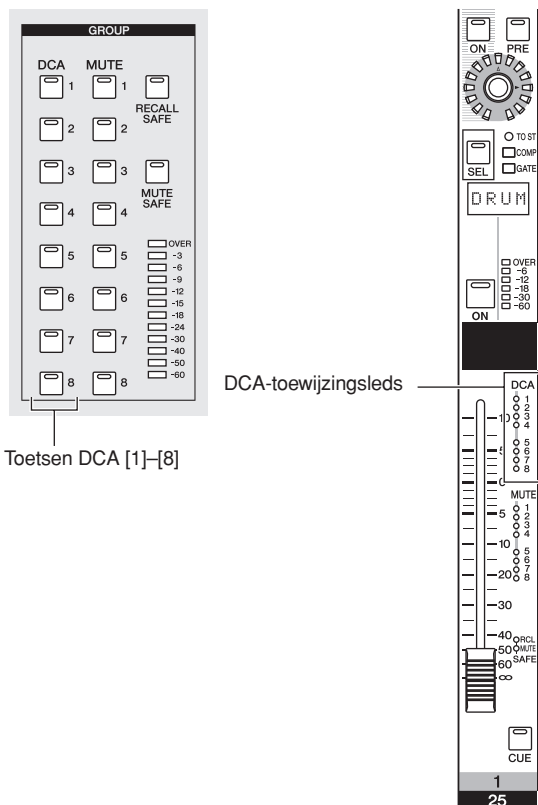 GROUP
DCA MUTE
1 1
RECALL
SAFE
2 2
3 3
MUTE
SAFE
4 4
5 5
6 6
7 7
8 8
OVER
-3
-6
-9
-12
-15
-18
-24
-30
-40
-50
-60
Toetsen DCA [1]–[8]
DCA-toewijzingsleds
ON PRE
SEL
TO ST
COMP
GATE
DRUM
OVER
-6
-12
-18
-30
-60
ON
DCA
1
2
3
4
5
6
7
8
MUTE
1
2
3
4
5
6
7
8
10
5
0
5
10
20
30
40
50
60
∞
RCL
MUTE
SAFE
CUE
1
25